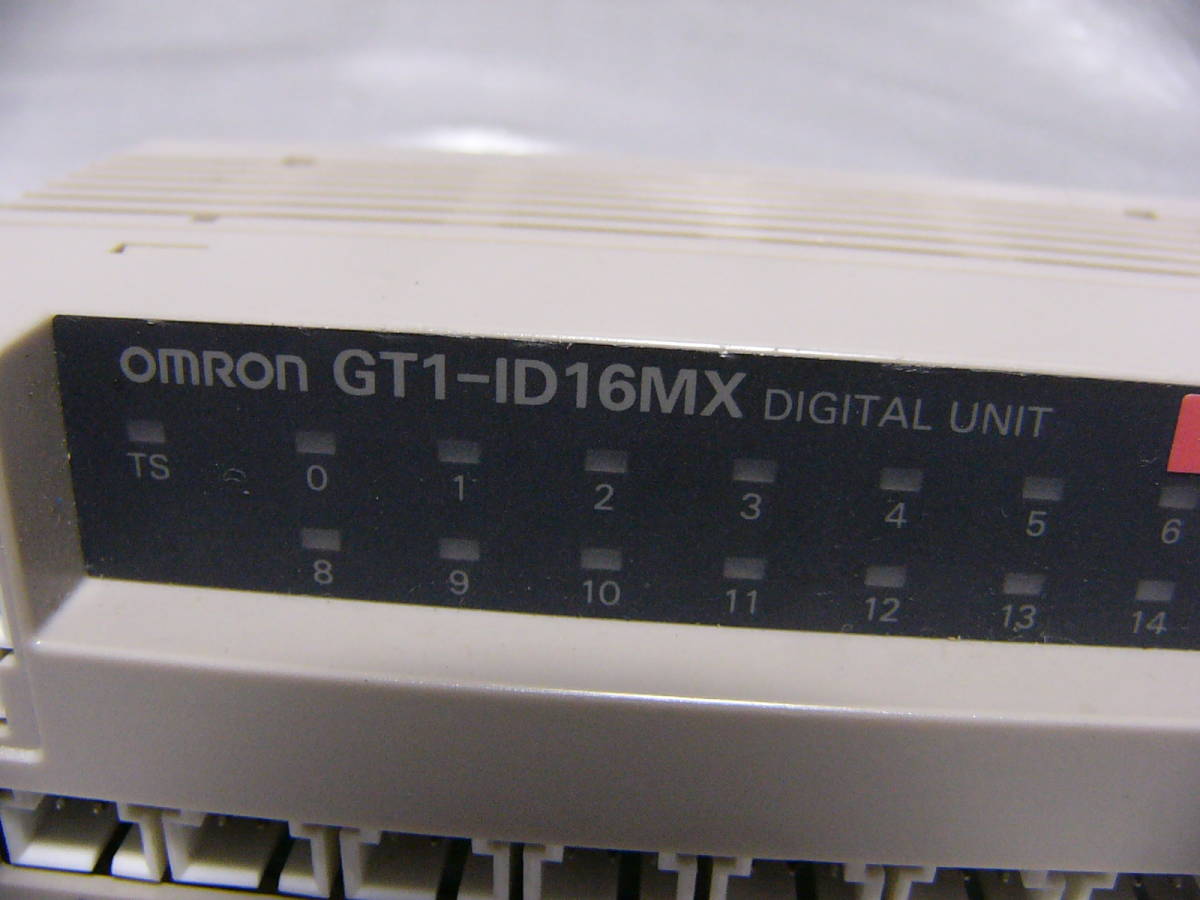 OMRON GT1-ID16MX DIGITAL UNIT
TS 0 1 2 3 4 5 6
8 9 10 11 12 13 14